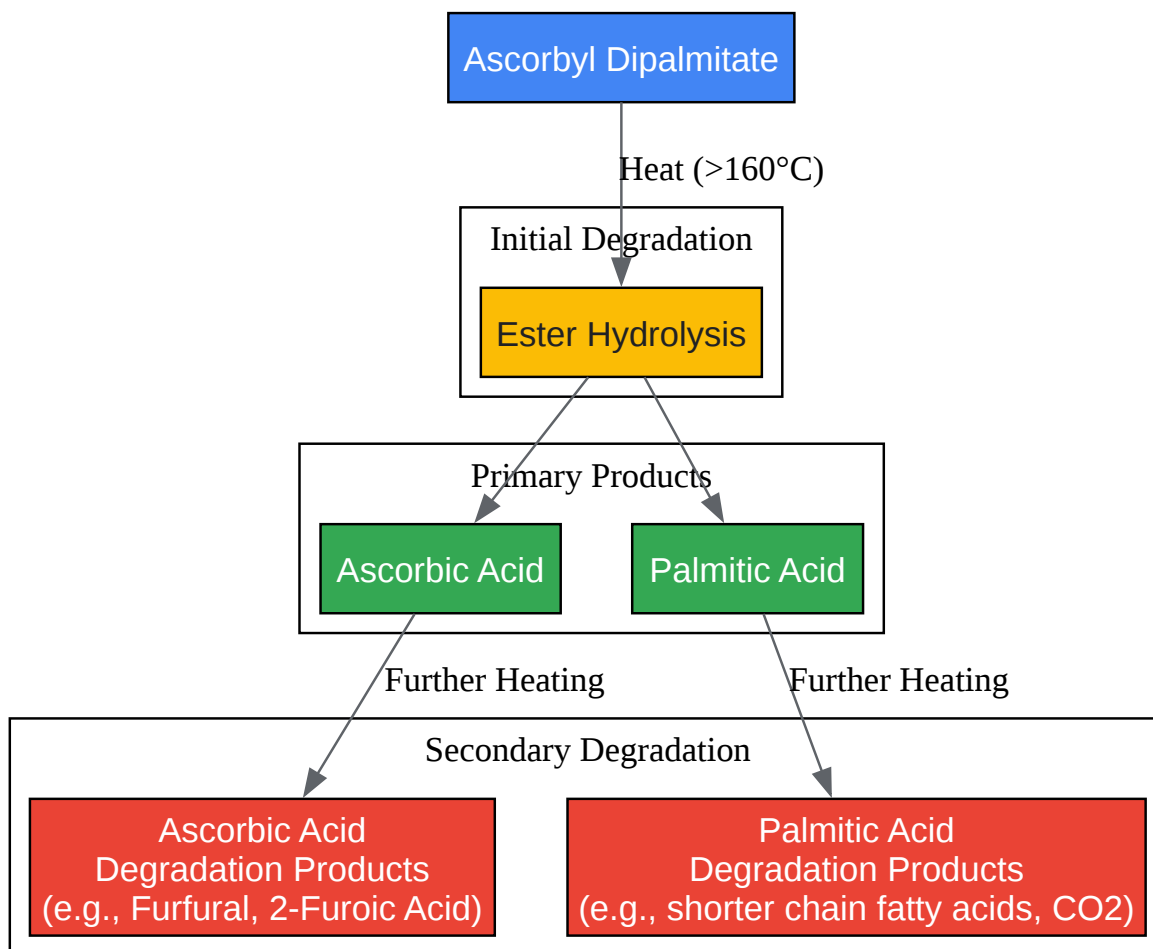 Ascorbyl Dipalmitate
Heat (>160°C)
Initial Degradation
Ester Hydrolysis
Primary Products
Ascorbic Acid
Palmitic Acid
Further Heating
Further Heating
Secondary Degradation
Ascorbic Acid
Degradation Products
(e.g., Furfural, 2-Furoic Acid)
Palmitic Acid
Degradation Products
(e.g., shorter chain fatty acids, CO2)